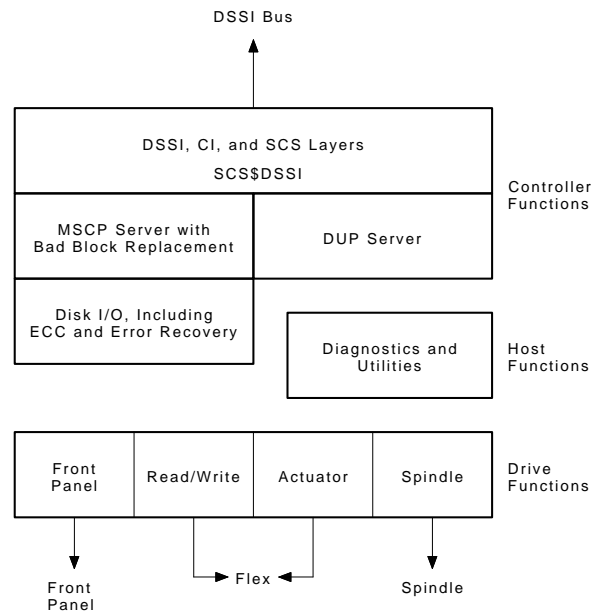 DSSI Bus
DSSI, CI, and SCS Layers
SCS$DSSI
Controller
Functions
MSCP Server with
Bad Block Replacement
DUP Server
Disk I/O, Including
ECC and Error Recovery
Diagnostics and
Utilities
Host
Functions
Front
Panel
Read/Write
Actuator
Spindle
Drive
Functions
Front
Panel
Flex
Spindle